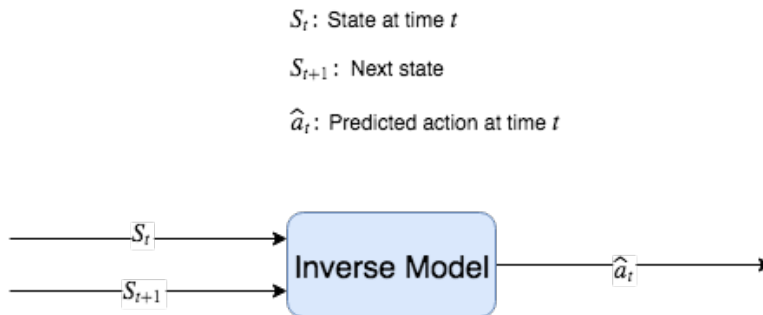 S_t: State at time t
S_{t+1}: Next state
â_t: Predicted action at time t
S_t
Inverse Model
â_t
S_{t+1}